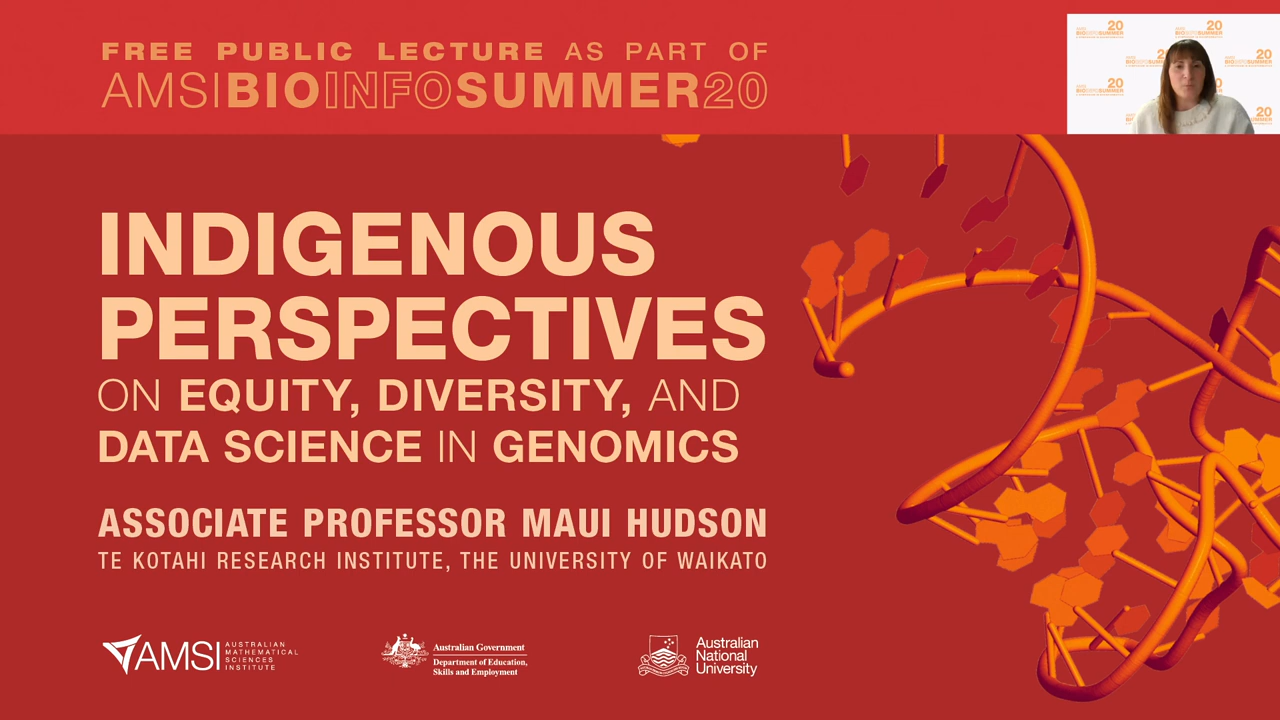 FREE PUBLIC LECTURE AS PART OF
AMSIBIOINFOSUMMER20
INDIGENOUS
PERSPECTIVES
ON EQUITY, DIVERSITY, AND
DATA SCIENCE IN GENOMICS
ASSOCIATE PROFESSOR MAUI HUDSON
TE KOTAHI RESEARCH INSTITUTE, THE UNIVERSITY OF WAIKATO
AMSI
AUSTRALIAN
MATHEMATICAL
SCIENCES
INSTITUTE
Australian Government
Department of Education,
Skills and Employment
Australian
National
University